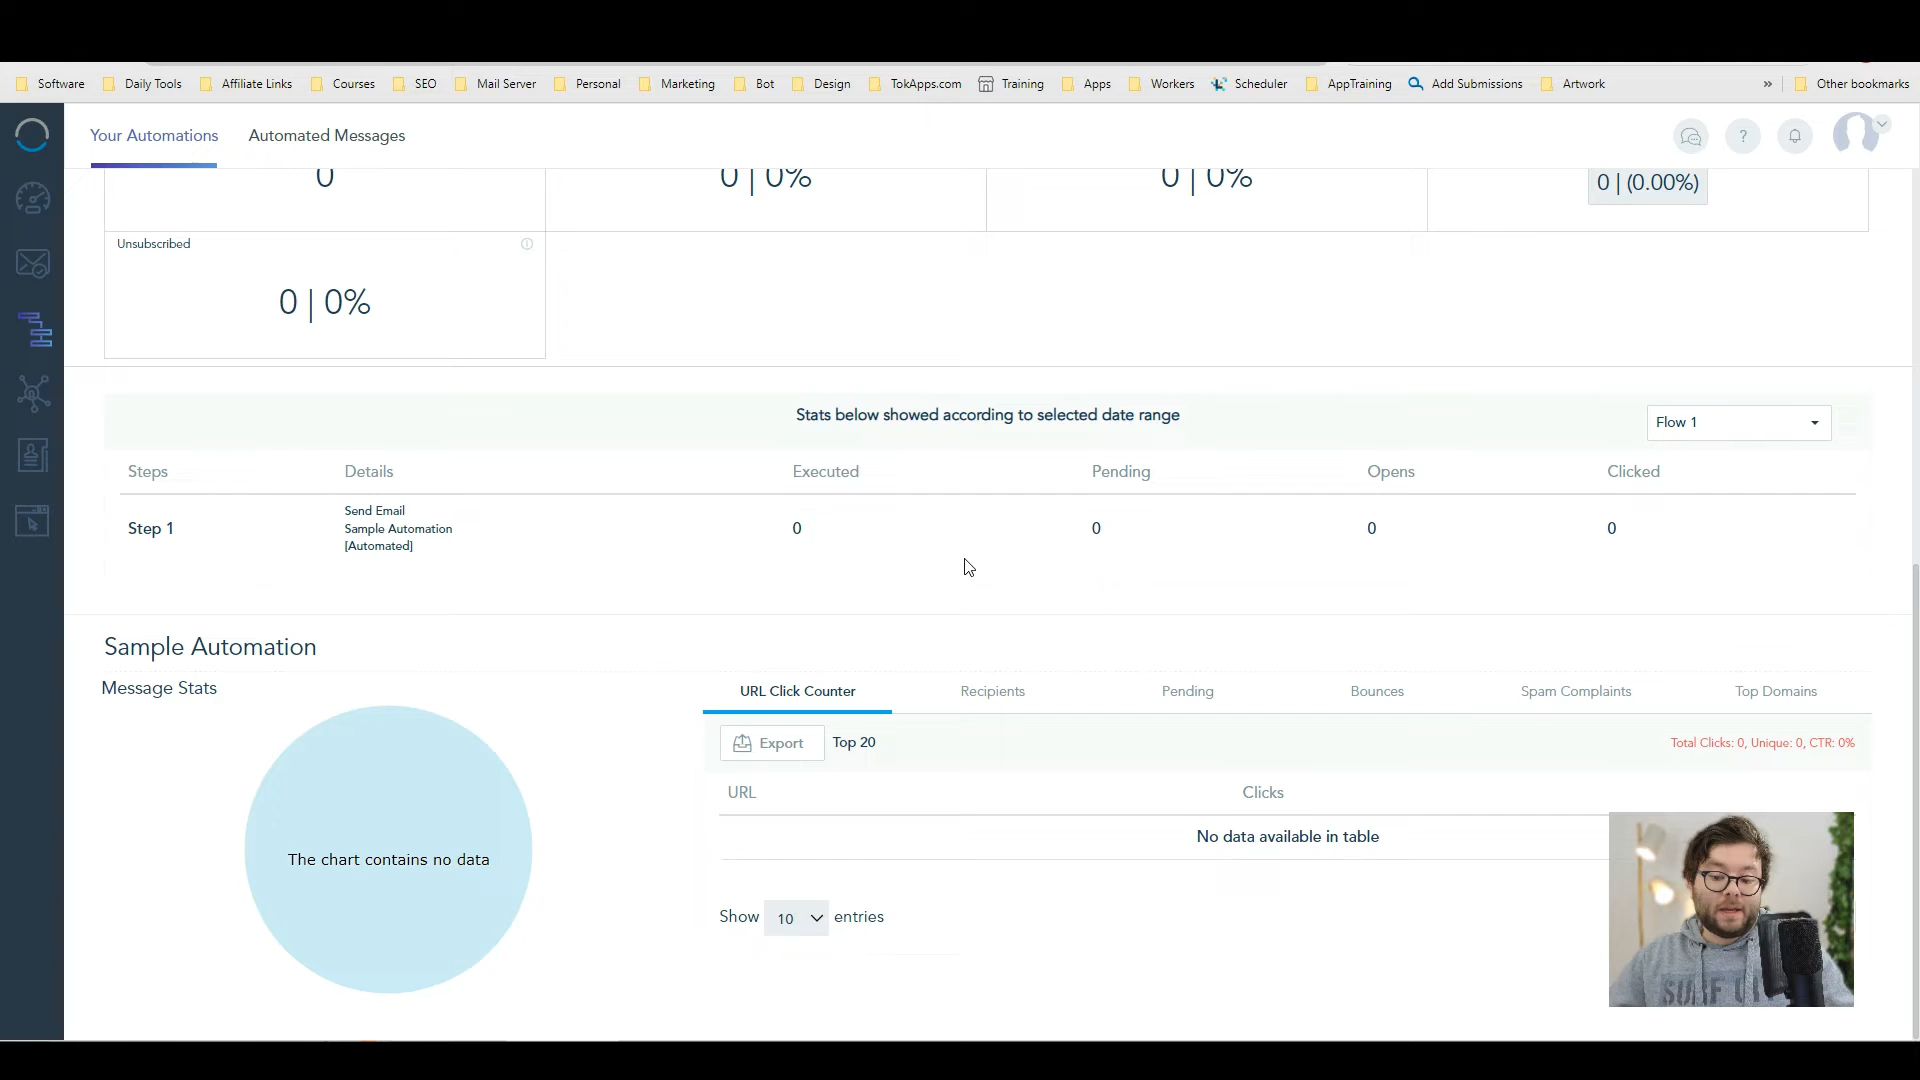 Software Daily Tools Affiliate Links Courses SEO Mail Server Personal Marketing Bot Design TokApps.com Training Apps Workers Scheduler AppTraining Add Submissions Artwork » Other bookmarks
Your Automations Automated Messages ?
0 0 | 0% 0 | 0% 0 | (0.00%)
Unsubscribed
0 | 0%
Stats below showed according to selected date range
Flow 1
Steps Details Executed Pending Opens Clicked
Send Email
Step 1 Sample Automation 0 0 0 0
[Automated]
Sample Automation
Message Stats
URL Click Counter Recipients Pending Bounces Spam Complaints Top Domains
Export Top 20 Total Clicks: 0, Unique: 0, CTR: 0%
URL Clicks
No data available in table
The chart contains no data
Show 10 entries